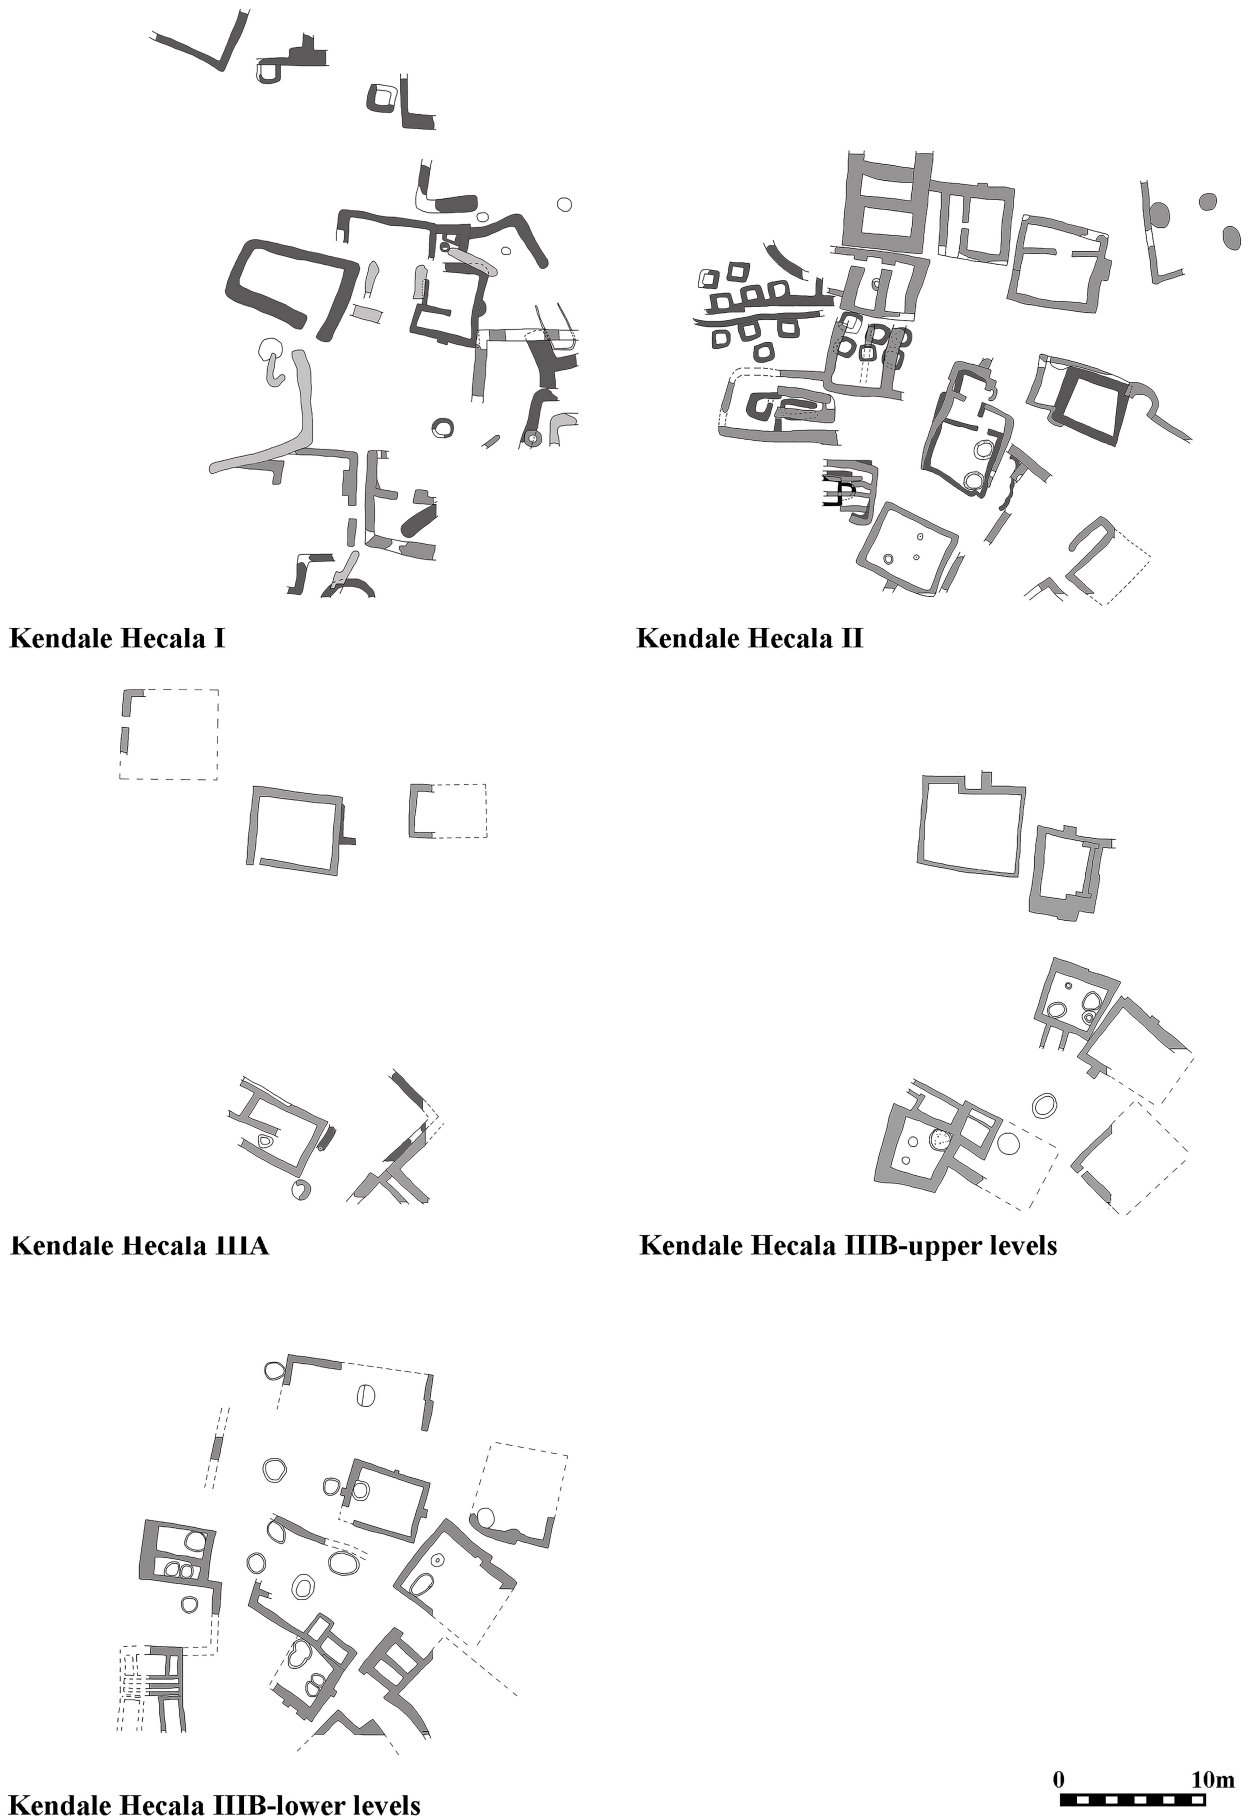 Kendale Hecala I
Kendale Hecala II
Kendale Hecala IIIA
Kendale Hecala IIIB-upper levels
Kendale Hecala IIIB-lower levels
0 10m